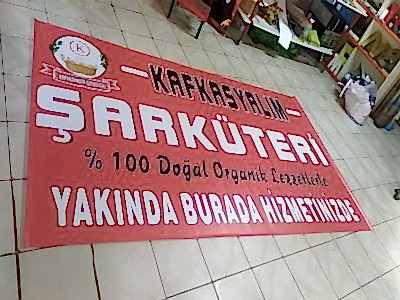 K
KAFKASYALIM
ŞARKÜTERİ
% 100 Doğal Organik Lezzetlerle
YAKINDA BURADA HİZMETİNİZDE